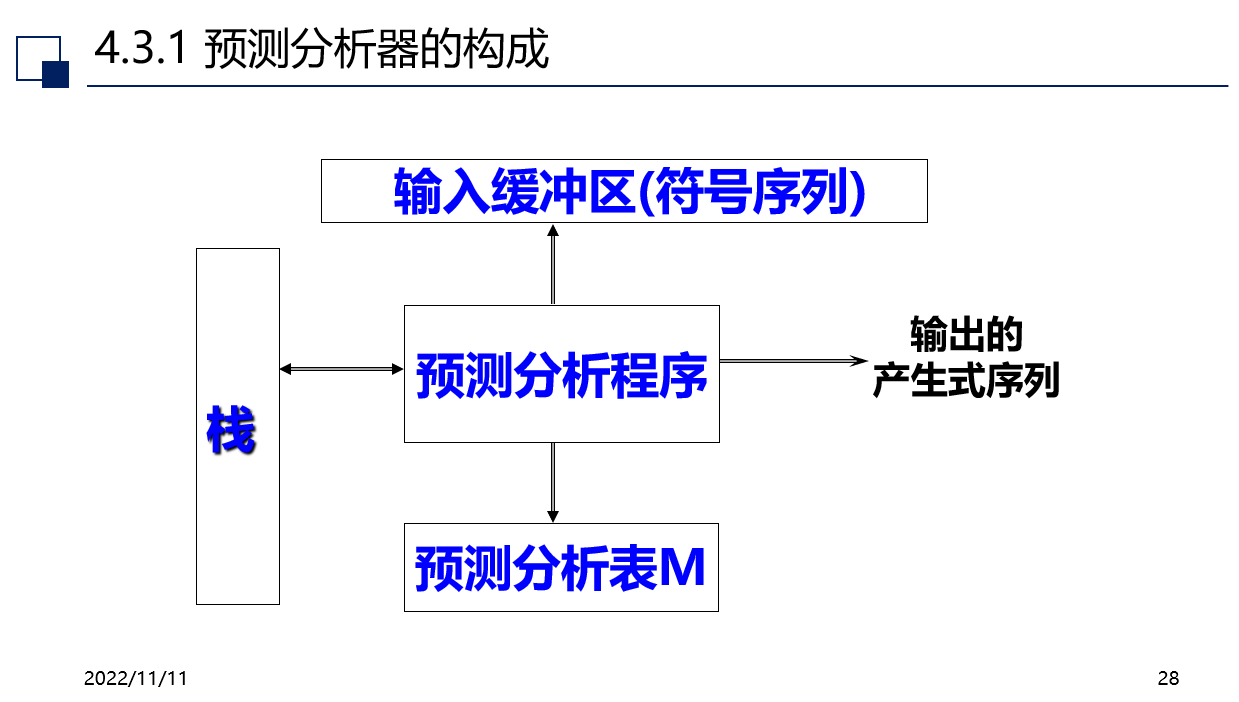 4.3.1 预测分析器的构成
输入缓冲区(符号序列)
栈
预测分析程序
输出的
产生式序列
预测分析表M
2022/11/11
28